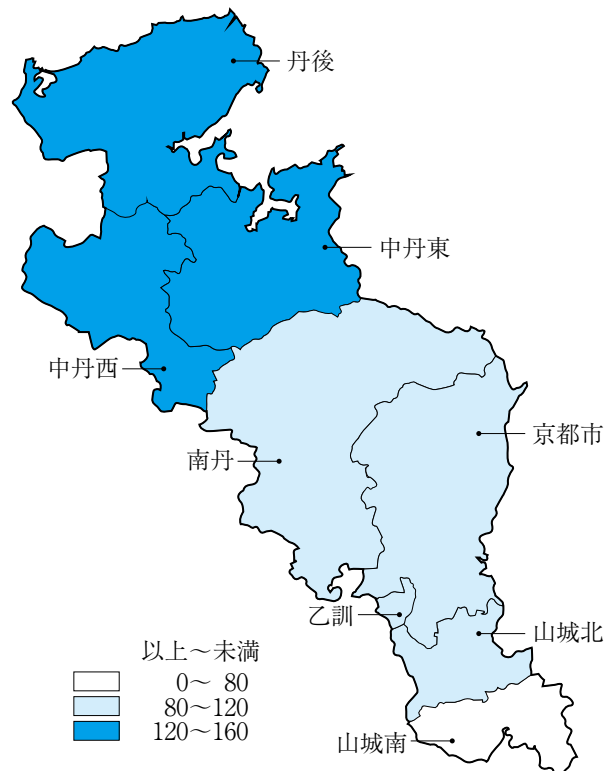 丹後
中丹東
中丹西
京都市
南丹
乙訓
山城北
以上～未満
0～ 80
80～120
120～160
山城南